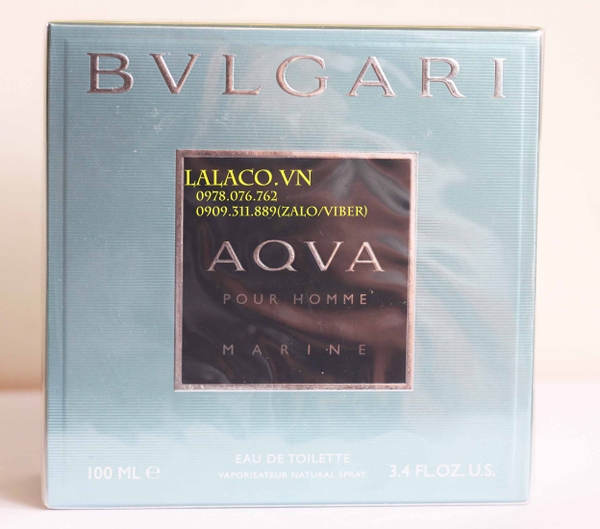 BVLGARI
LALACO.VN
0978.076.762
0909.311.889(ZALO/VIBER)
AQVA
POUR HOMME
MARINE
EAU DE TOILETTE
100 ML ℮ VAPORISATEUR NATURAL SPRAY 3.4 FL.OZ. U.S.